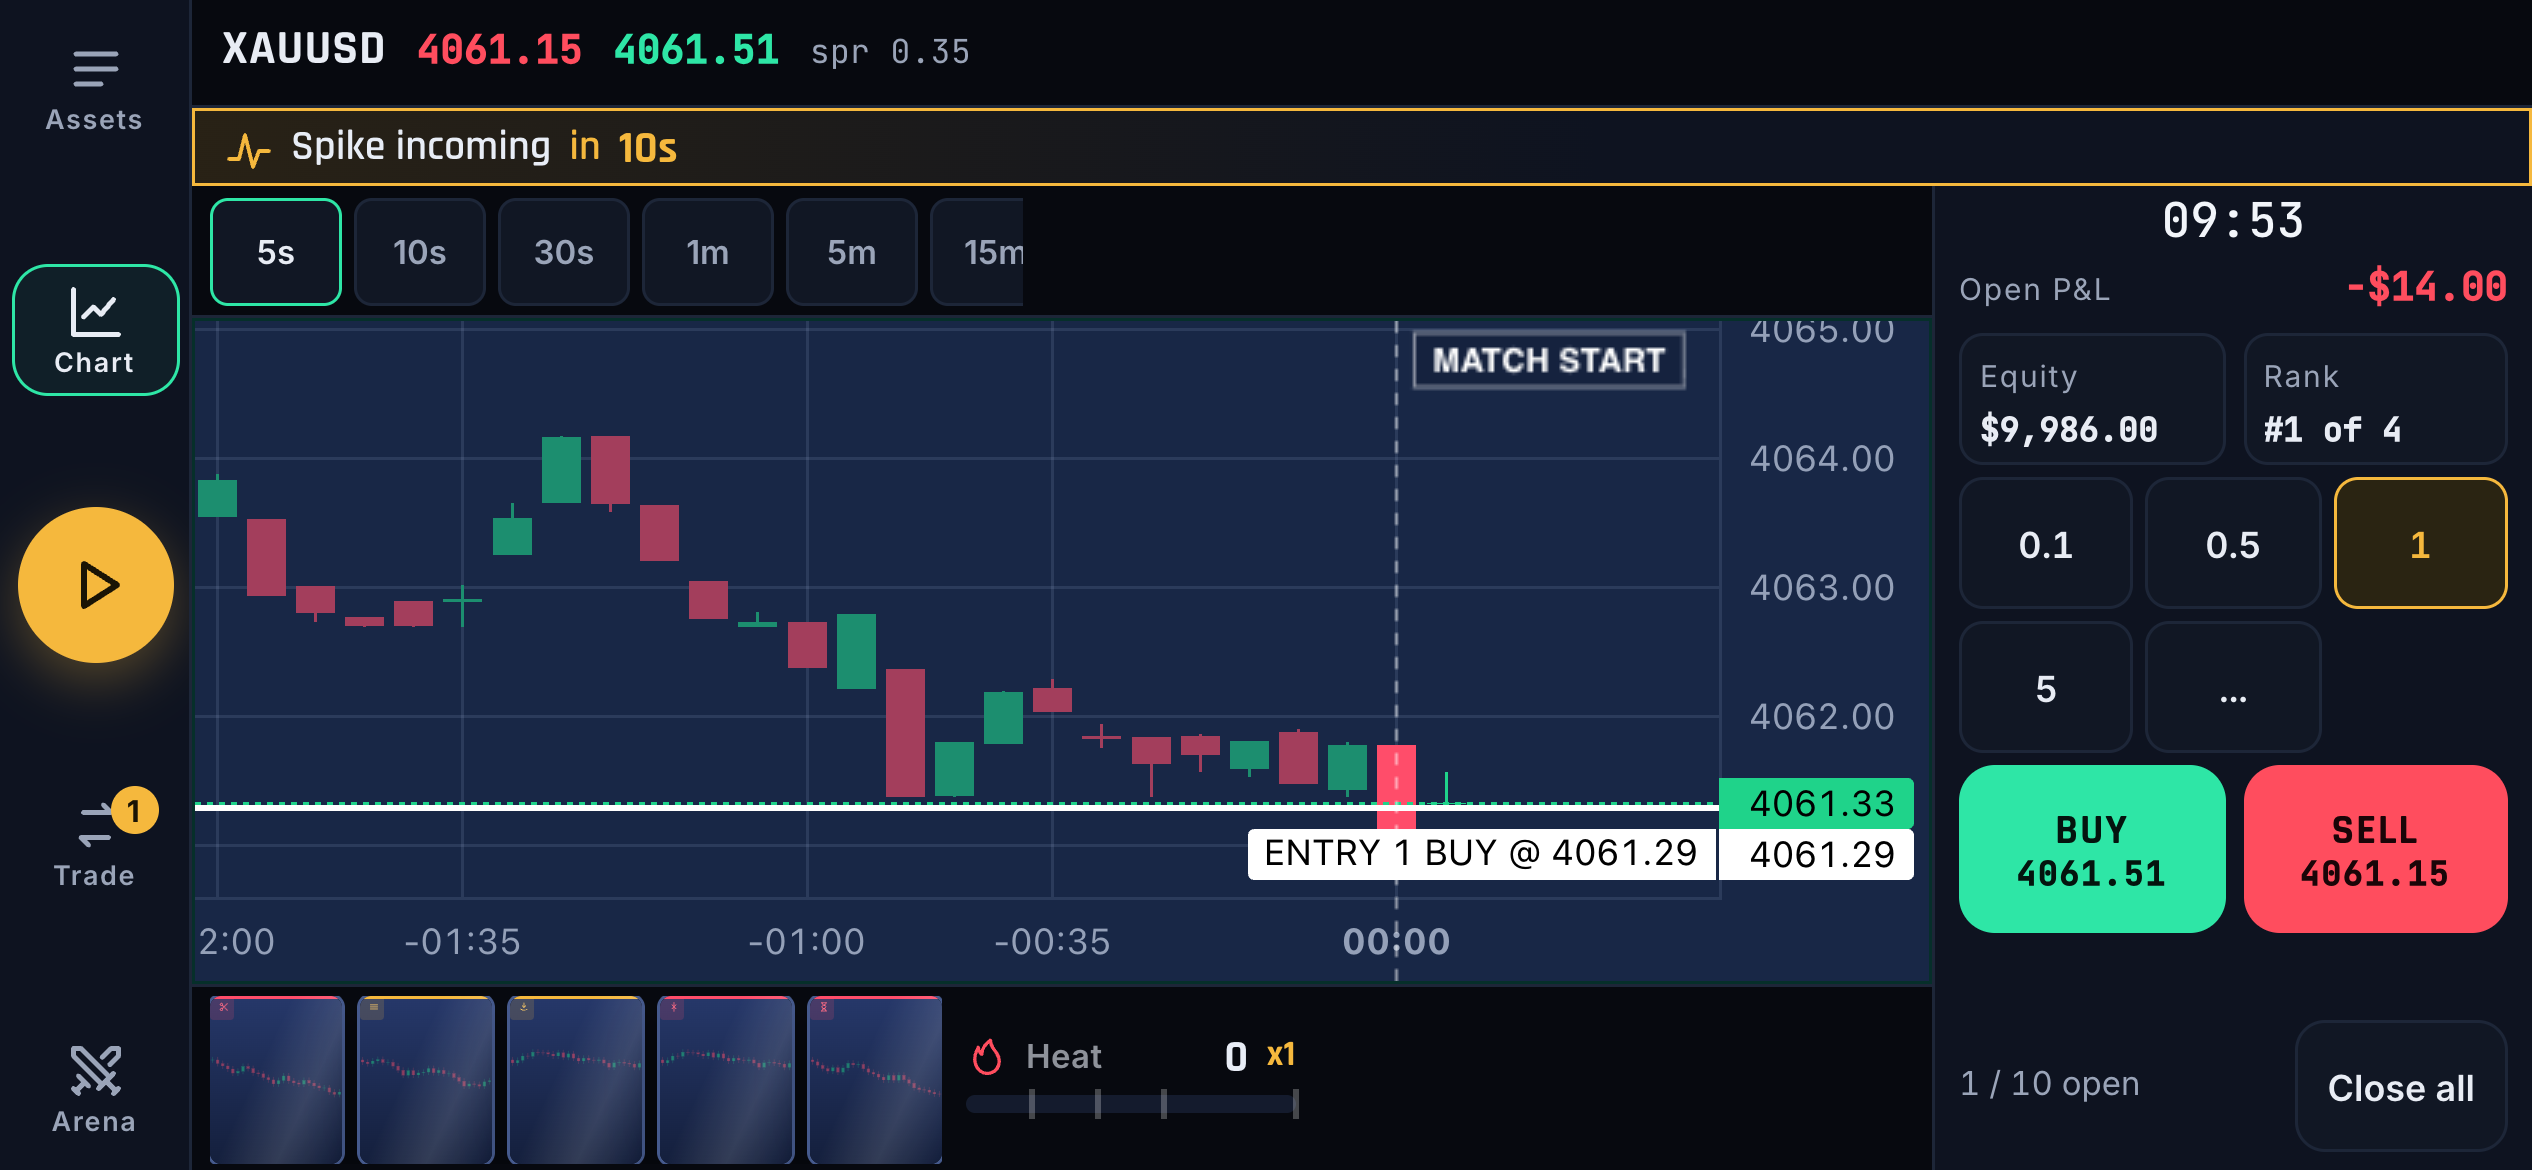 XAUUSD 4061.15 4061.51 spr 0.35
Assets
Spike incoming in 10s
5s 10s 30s 1m 5m 15m
09:53
Open P&L -$14.00
Chart
MATCH START
4065.00
Equity
$9,986.00
Rank
#1 of 4
4064.00
0.1 0.5 1
4063.00
5 ...
4062.00
4061.33
ENTRY 1 BUY @ 4061.29 4061.29
BUY
4061.51
SELL
4061.15
1
Trade
2:00 -01:35 -01:00 -00:35 00:00
Heat 0 x1
Arena
1 / 10 open
Close all